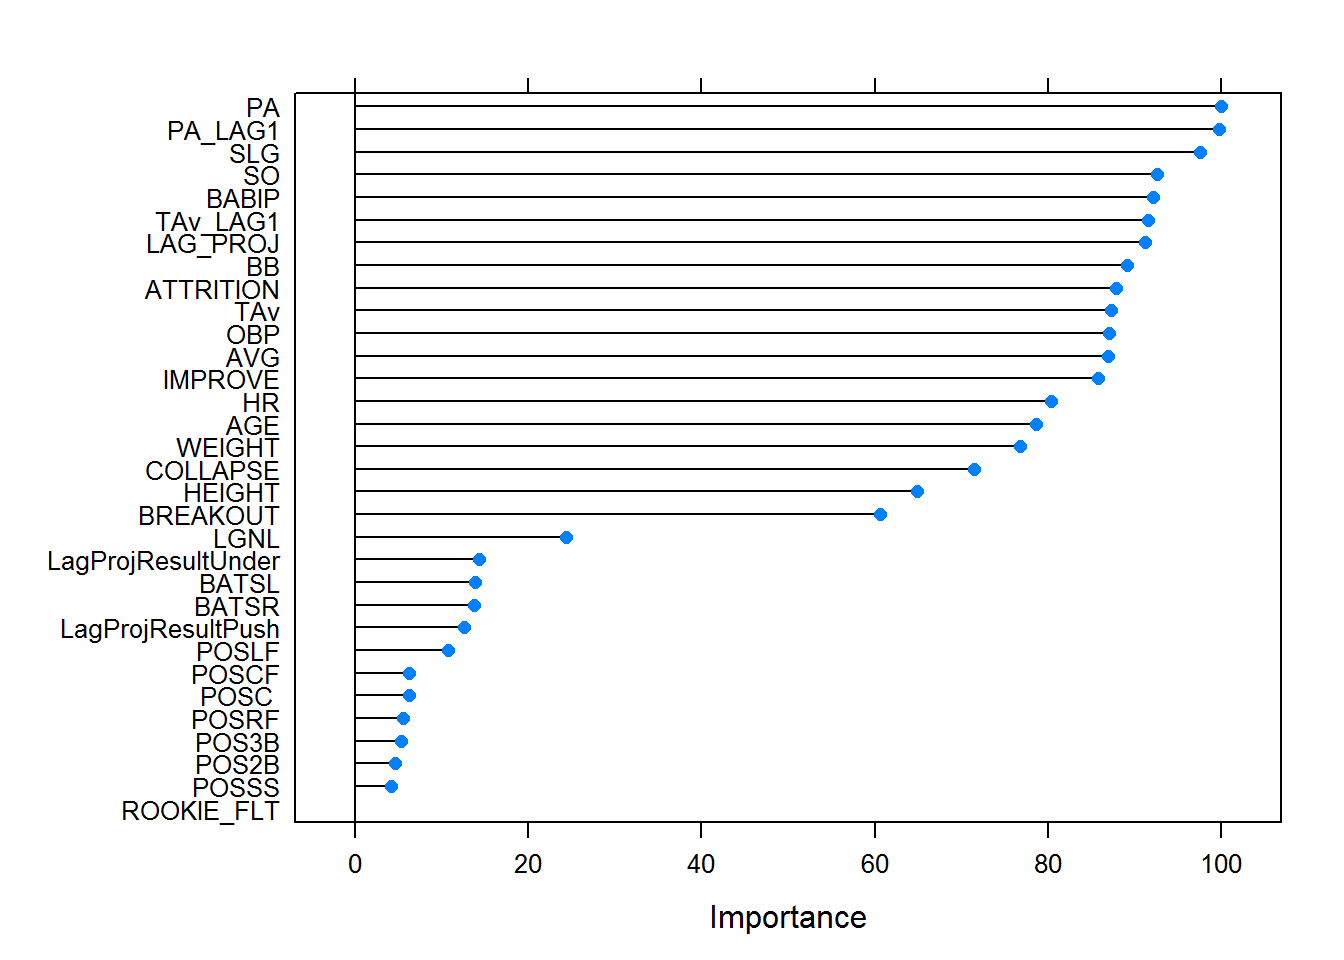 PA
PA_LAG1
SLG
SO
BABIP
TAv_LAG1
LAG_PROJ
BB
ATTRITION
TAv
OBP
AVG
IMPROVE
HR
AGE
WEIGHT
COLLAPSE
HEIGHT
BREAKOUT
LGNL
LagProjResultUnder
BATSL
BATSR
LagProjResultPush
POSLF
POSCF
POSC
POSRF
POS3B
POS2B
POSSS
ROOKIE_FLT
0 20 40 60 80 100
Importance